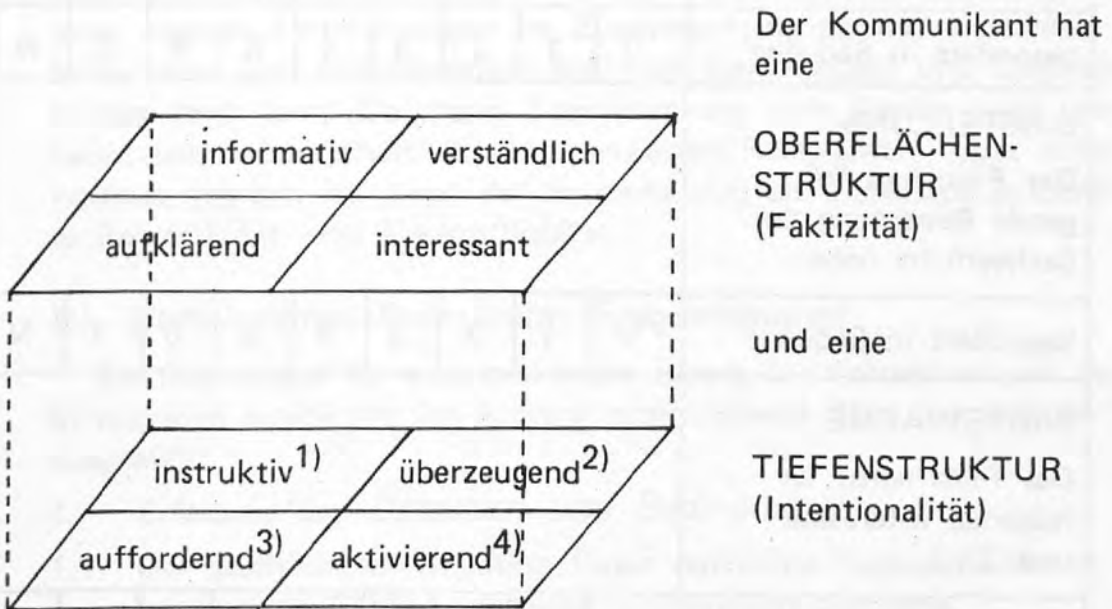 Der Kommunikant hat
eine
informativ verständlich
OBERFLÄCHEN-
STRUKTUR
(Faktizität)
aufklärend interessant
und eine
instruktiv1) überzeugend2)
TIEFENSTRUKTUR
(Intentionalität)
auffordernd3) aktivierend4)